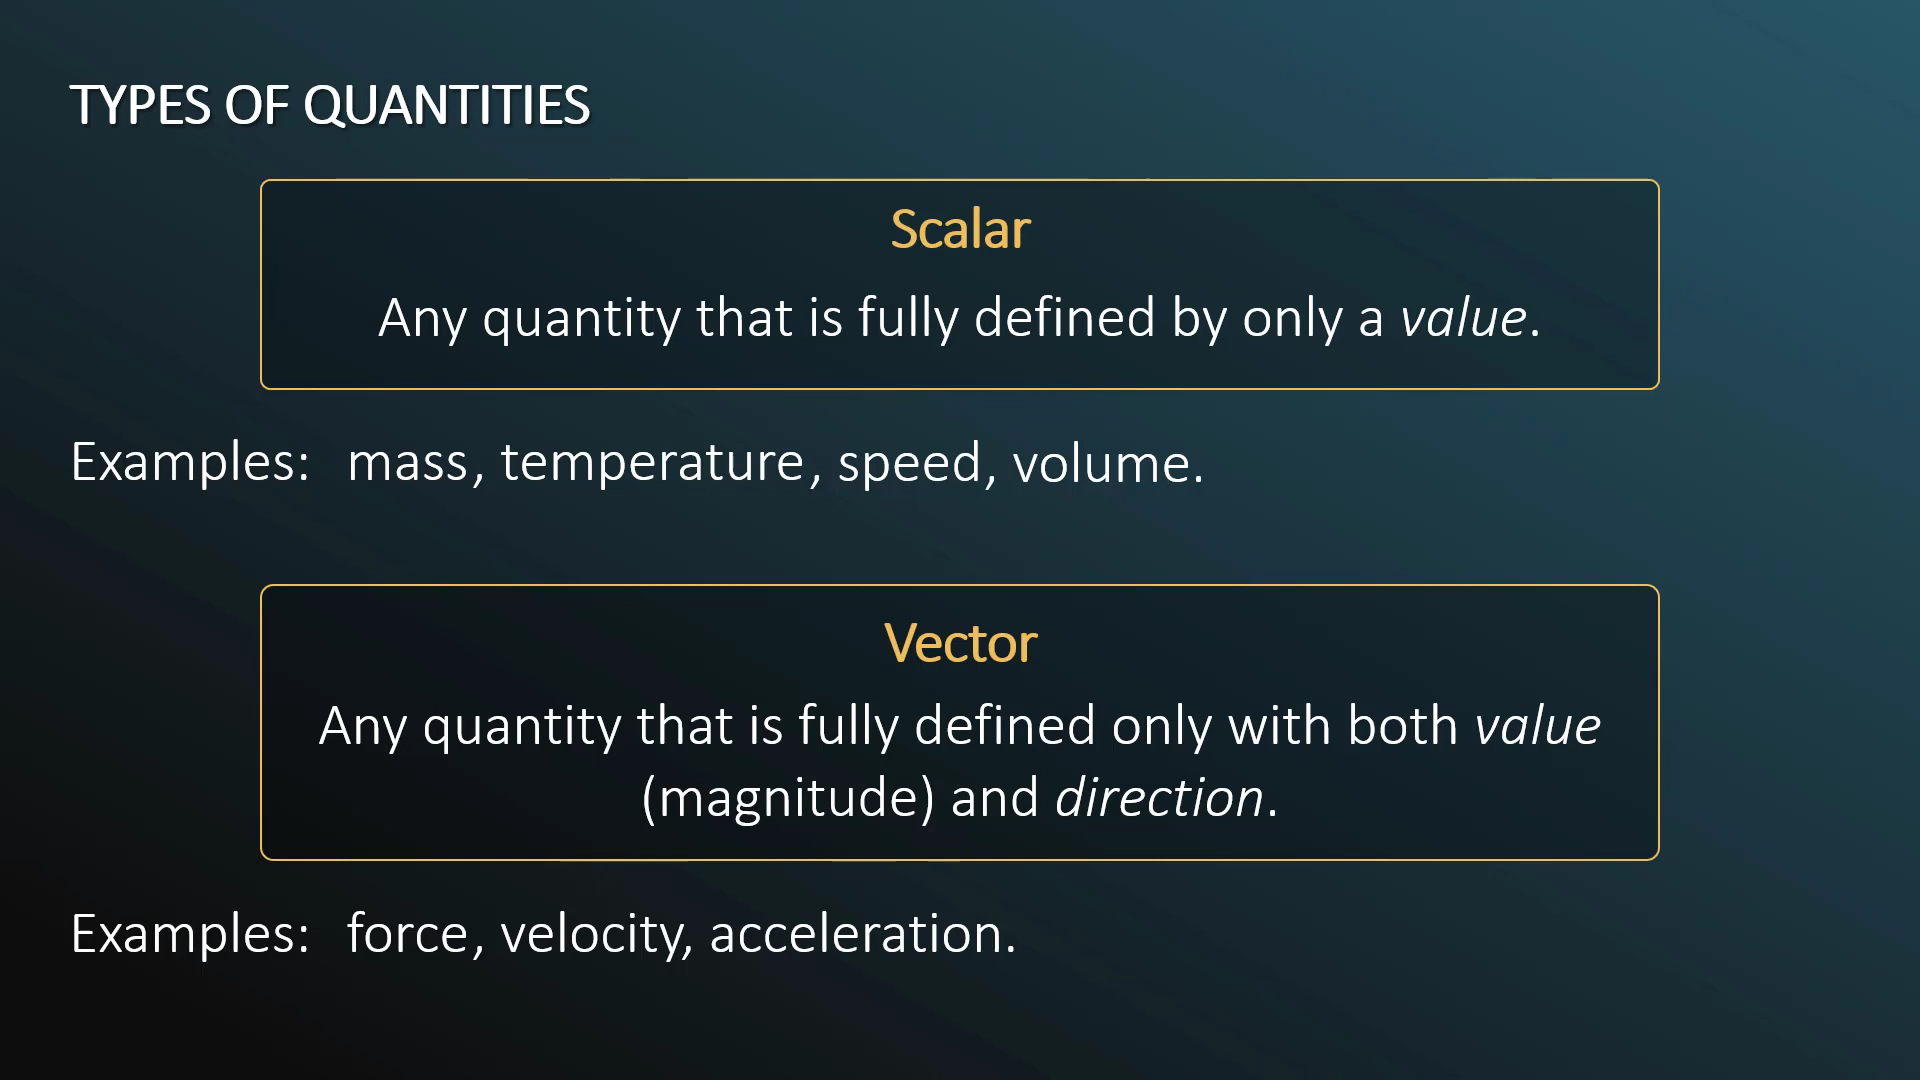 TYPES OF QUANTITIES
Scalar
Any quantity that is fully defined by only a value.
Examples: mass, temperature, speed, volume.
Vector
Any quantity that is fully defined only with both value
(magnitude) and direction.
Examples: force, velocity, acceleration.